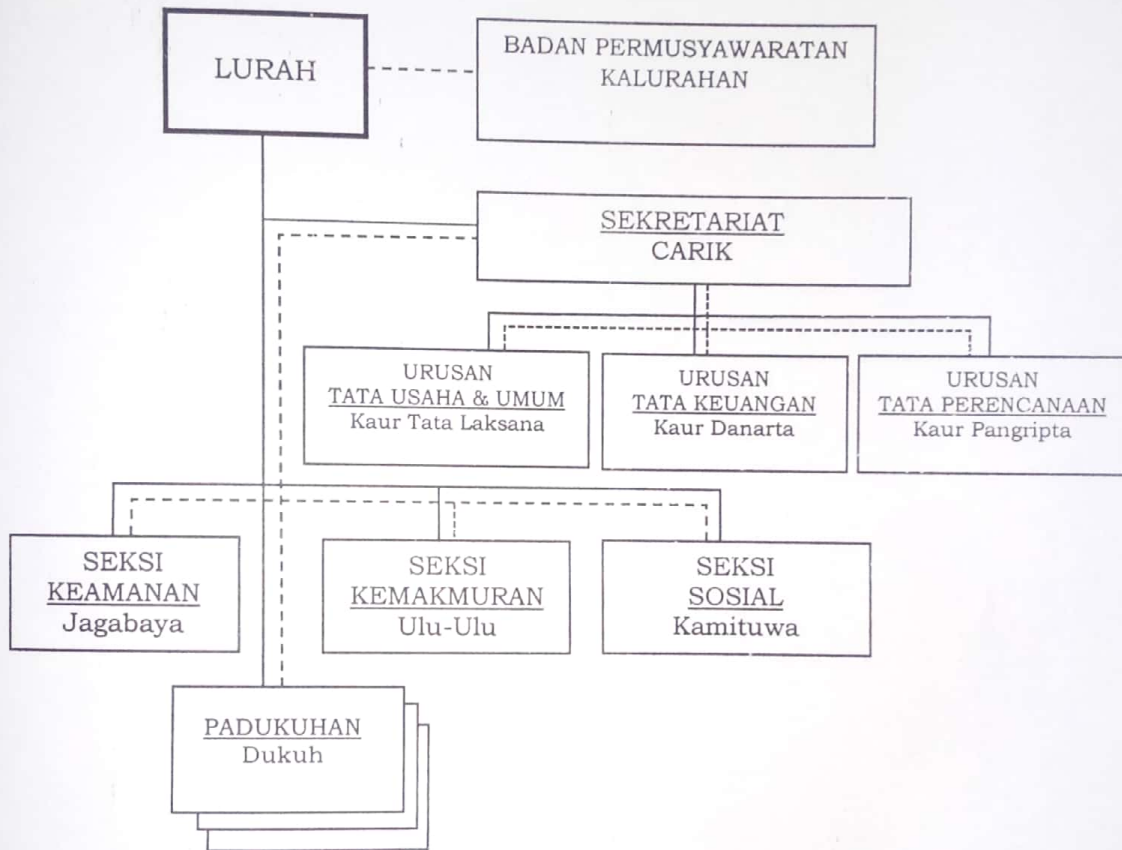 LURAH
BADAN PERMUSYAWARATAN
KALURAHAN
SEKRETARIAT
CARIK
URUSAN
TATA USAHA & UMUM
Kaur Tata Laksana
URUSAN
TATA KEUANGAN
Kaur Danarta
URUSAN
TATA PERENCANAAN
Kaur Pangripta
SEKSI
KEAMANAN
Jagabaya
SEKSI
KEMAKMURAN
Ulu-Ulu
SEKSI
SOSIAL
Kamituwa
PADUKUHAN
Dukuh